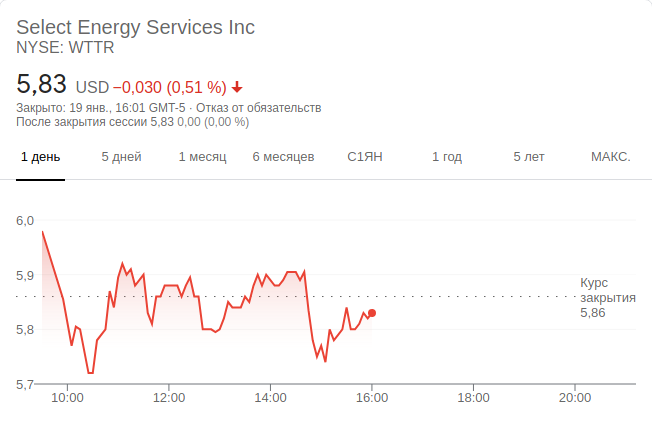 Select Energy Services Inc
NYSE: WTTR
5,83 USD −0,030 (0,51 %)
Закрыто: 19 янв., 16:01 GMT-5 · Отказ от обязательств
После закрытия сессии 5,83 0,00 (0,00 %)
1 день 5 дней 1 месяц 6 месяцев С1ЯН 1 год 5 лет МАКС.
6,0
5,9
Курс
закрытия
5,86
5,8
5,7
10:00 12:00 14:00 16:00 18:00 20:00